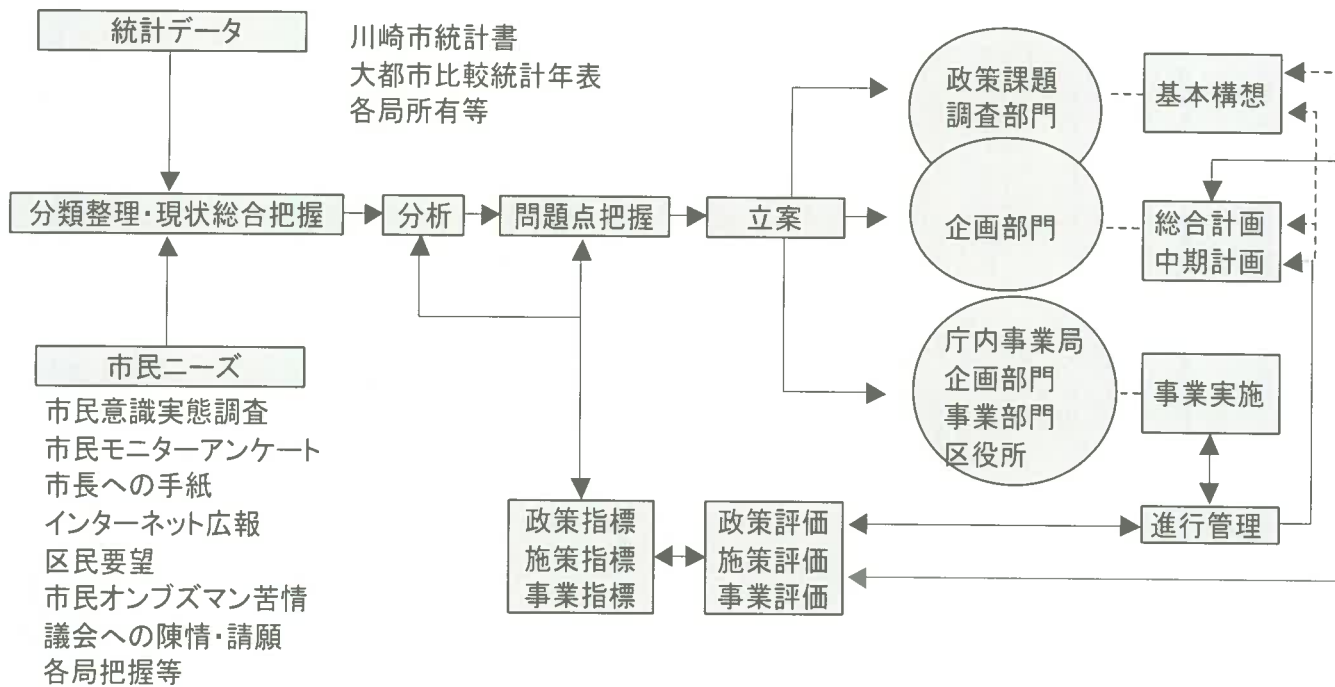 統計データ
川崎市統計書
大都市比較統計年表
各局所有等
分類整理・現状総合把握
分析
問題点把握
立案
政策課題
調査部門
基本構想
企画部門
総合計画
中期計画
庁内事業局
企画部門
事業部門
区役所
事業実施
進行管理
市民ニーズ
市民意識実態調査
市民モニターアンケート
市長への手紙
インターネット広報
区民要望
市民オンブズマン苦情
議会への陳情・請願
各局把握等
政策指標
施策指標
事業指標
政策評価
施策評価
事業評価